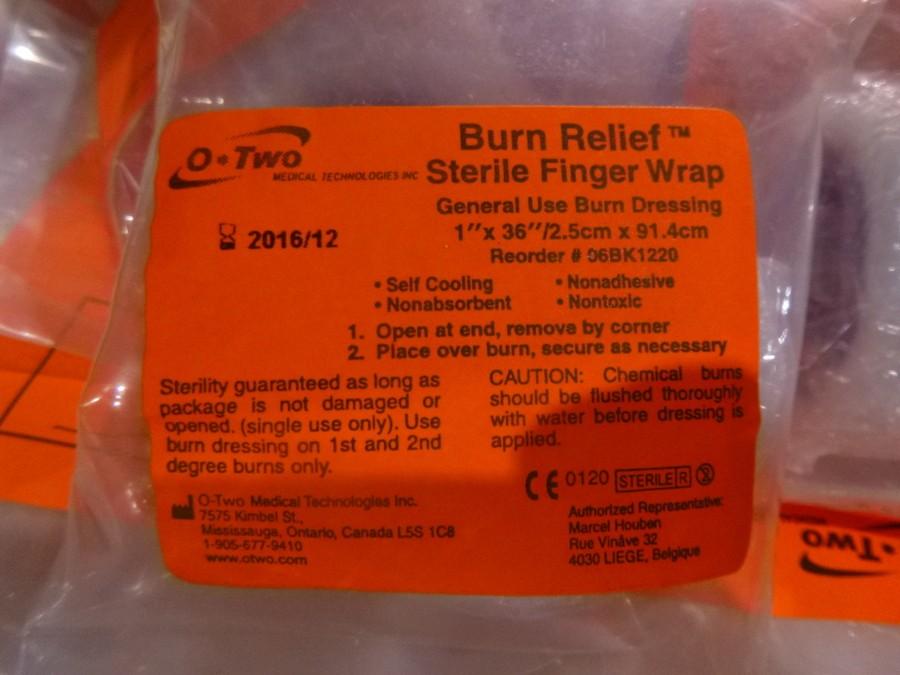 O*Two
MEDICAL TECHNOLOGIES INC
Burn Relief™
Sterile Finger Wrap
General Use Burn Dressing
1"x 36"/2.5cm x 91.4cm
Reorder # 06BK1220
2016/12
• Self Cooling • Nonadhesive
• Nonabsorbent • Nontoxic
1. Open at end, remove by corner
2. Place over burn, secure as necessary
Sterility guaranteed as long as
package is not damaged or
opened. (single use only). Use
burn dressing on 1st and 2nd
degree burns only.
CAUTION: Chemical burns
should be flushed thoroughly
with water before dressing is
applied.
CE 0120 STERILE R 2
O-Two Medical Technologies Inc.
7575 Kimbel St.,
Mississauga, Ontario, Canada L5S 1C8
1-905-677-9410
www.otwo.com
Authorized Representative:
Marcel Houben
Rue Vinâve 32
4030 LIEGE, Belgique
O*Two